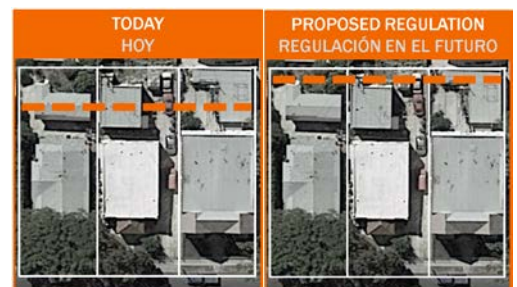 TODAY
HOY
PROPOSED REGULATION
REGULACIÓN EN EL FUTURO